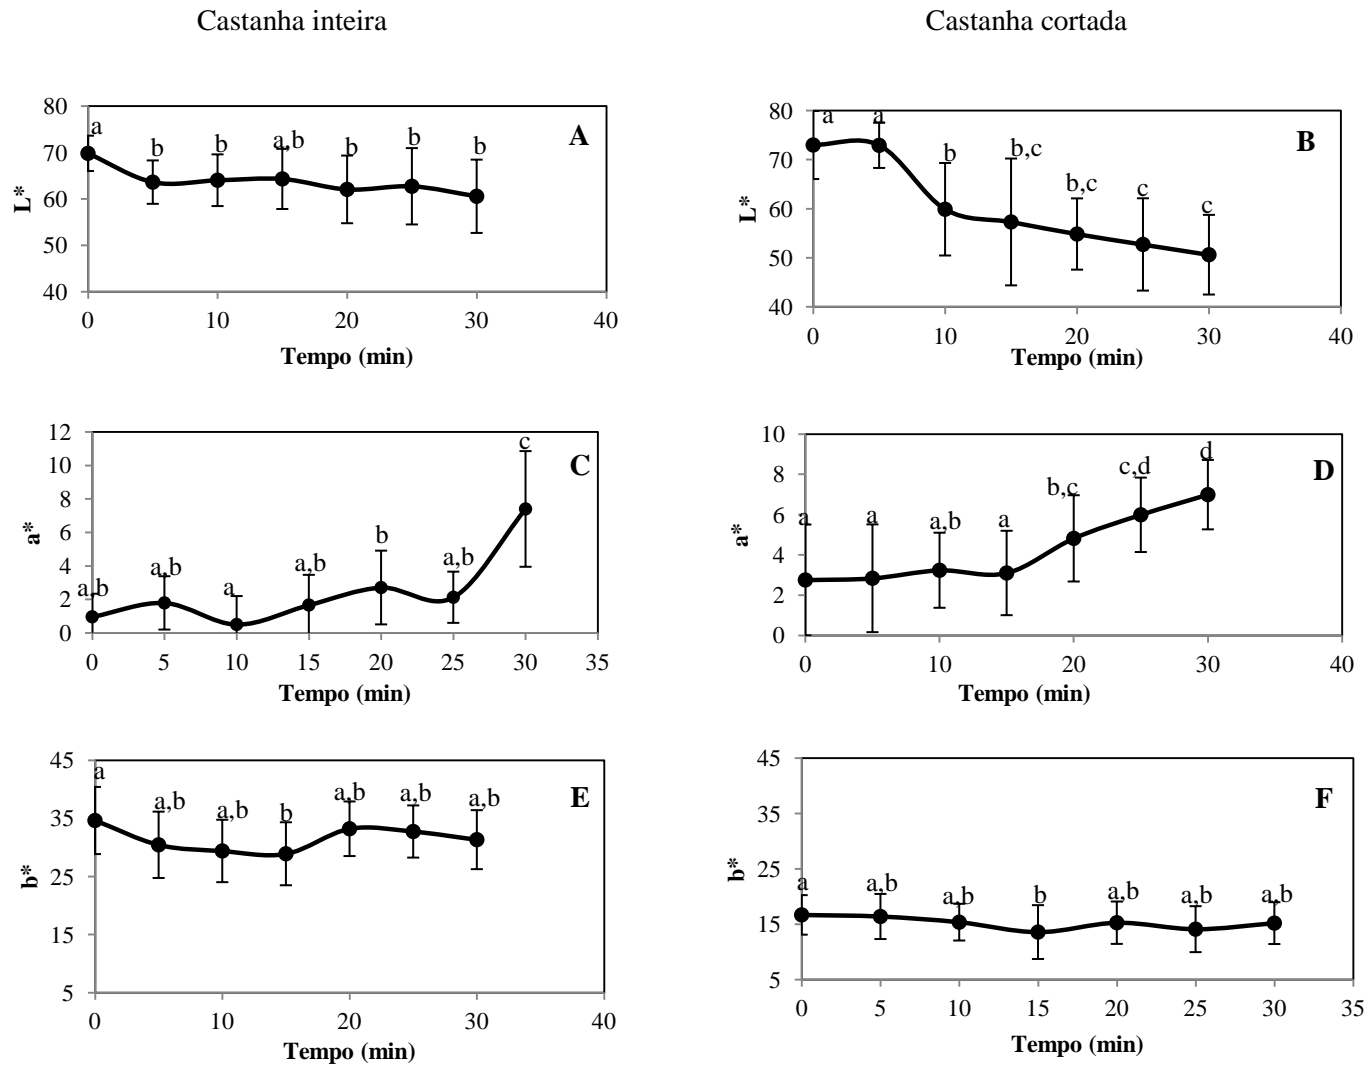 Castanha inteira
Castanha cortada
80
70
60
50
40
L*
a
b
b
a,b
b
b
b
A
0
10
20
30
40
Tempo (min)
80
70
60
50
40
L*
a
a
b
b,c
b,c
c
c
B
0
10
20
30
40
Tempo (min)
12
10
8
6
4
2
0
a*
a,b
a,b
a
a,b
b
a,b
c
C
0
5
10
15
20
25
30
35
Tempo (min)
10
8
6
4
2
0
a*
a
a
a,b
a
b,c
c,d
d
D
0
10
20
30
40
Tempo (min)
45
35
25
15
5
b*
a
a,b
a,b
b
a,b
a,b
a,b
E
0
10
20
30
40
Tempo (min)
45
35
25
15
5
b*
a
a,b
a,b
b
a,b
a,b
a,b
F
0
5
10
15
20
25
30
35
Tempo (min)